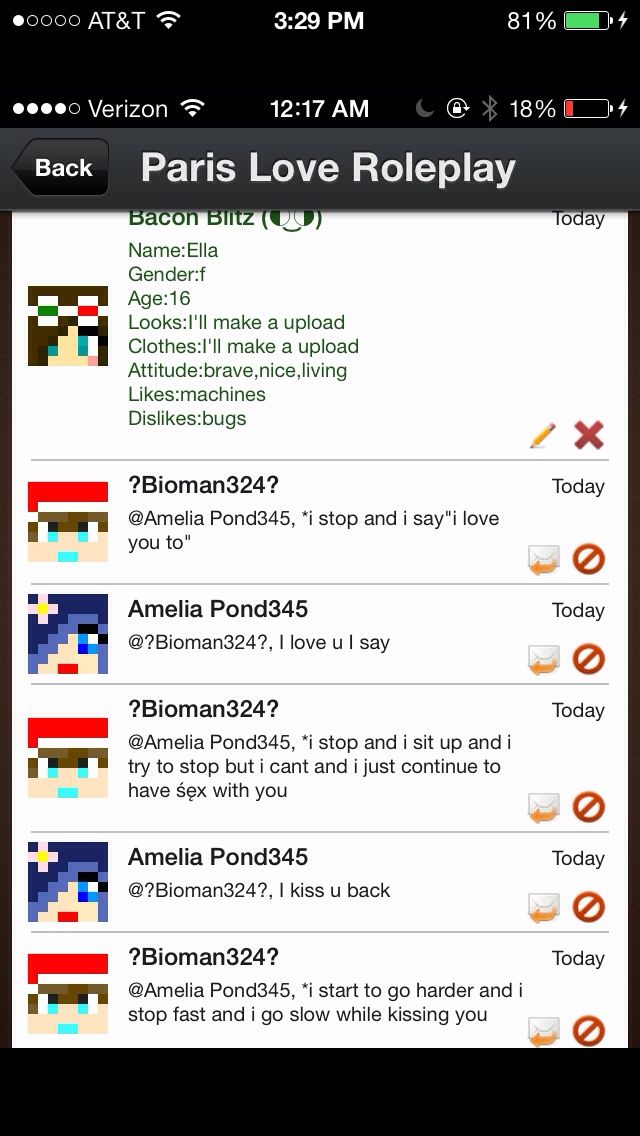 AT&T 3:29 PM 81%
Verizon 12:17 AM 18%
Back Paris Love Roleplay
Bacon Blitz (◐‿◑) Today
Name:Ella
Gender:f
Age:16
Looks:I'll make a upload
Clothes:I'll make a upload
Attitude:brave,nice,living
Likes:machines
Dislikes:bugs
?Bioman324? Today
@Amelia Pond345, *i stop and i say"i love
you to"
Amelia Pond345 Today
@?Bioman324?, I love u I say
?Bioman324? Today
@Amelia Pond345, *i stop and i sit up and i
try to stop but i cant and i just continue to
have śęx with you
Amelia Pond345 Today
@?Bioman324?, I kiss u back
?Bioman324? Today
@Amelia Pond345, *i start to go harder and i
stop fast and i go slow while kissing you